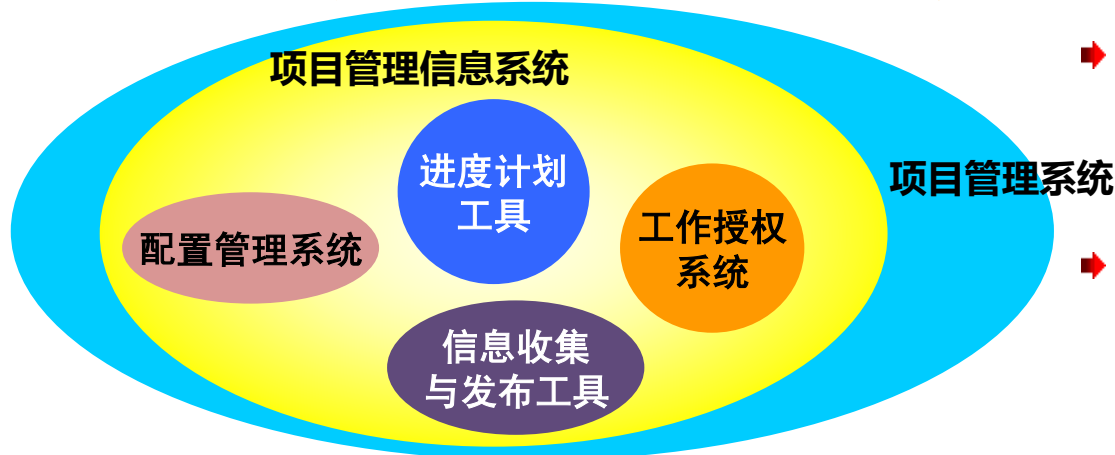 项目管理信息系统
进度计划
工具
项目管理系统
工作授权
系统
配置管理系统
信息收集
与发布工具